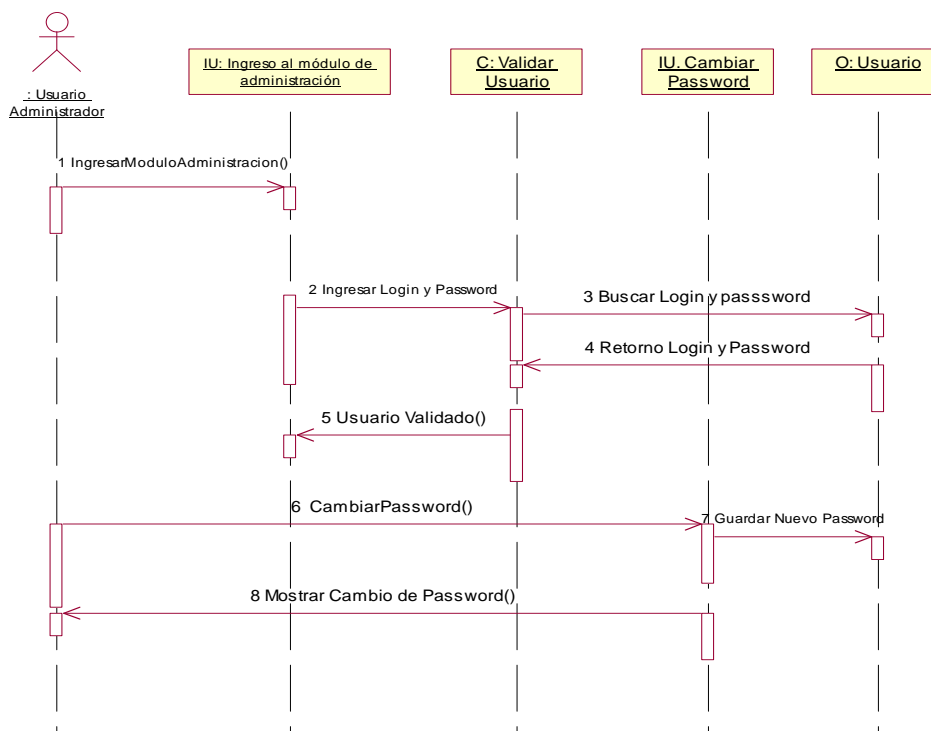 IU: Ingreso al módulo de
administración
C: Validar
Usuario
IU. Cambiar
Password
O: Usuario
: Usuario
Administrador
1 IngresarModuloAdministracion()
2 Ingresar Login y Password
3 Buscar Login y passsword
4 Retorno Login y Password
5 Usuario Validado()
6 CambiarPassword()
7 Guardar Nuevo Password
8 Mostrar Cambio de Password()